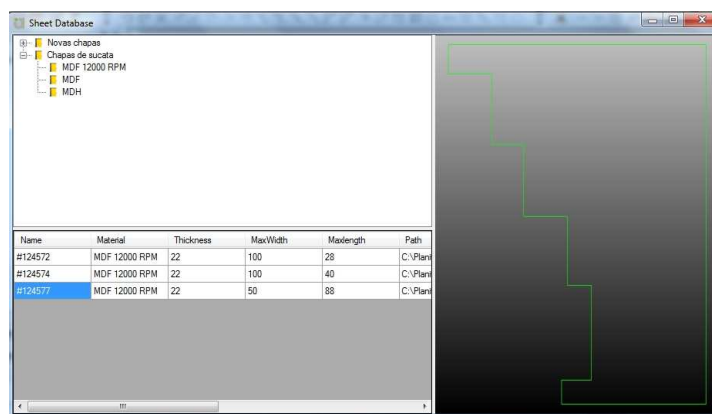 Sheet Database
Novas chapas
Chapas de sucata
MDF 12000 RPM
MDF
MDH
Name Material Thickness MaxWidth Maxlength Path
#124572 MDF 12000 RPM 22 100 28 C:\Plani
#124574 MDF 12000 RPM 22 100 40 C:\Plani
#124577 MDF 12000 RPM 22 50 88 C:\Plani